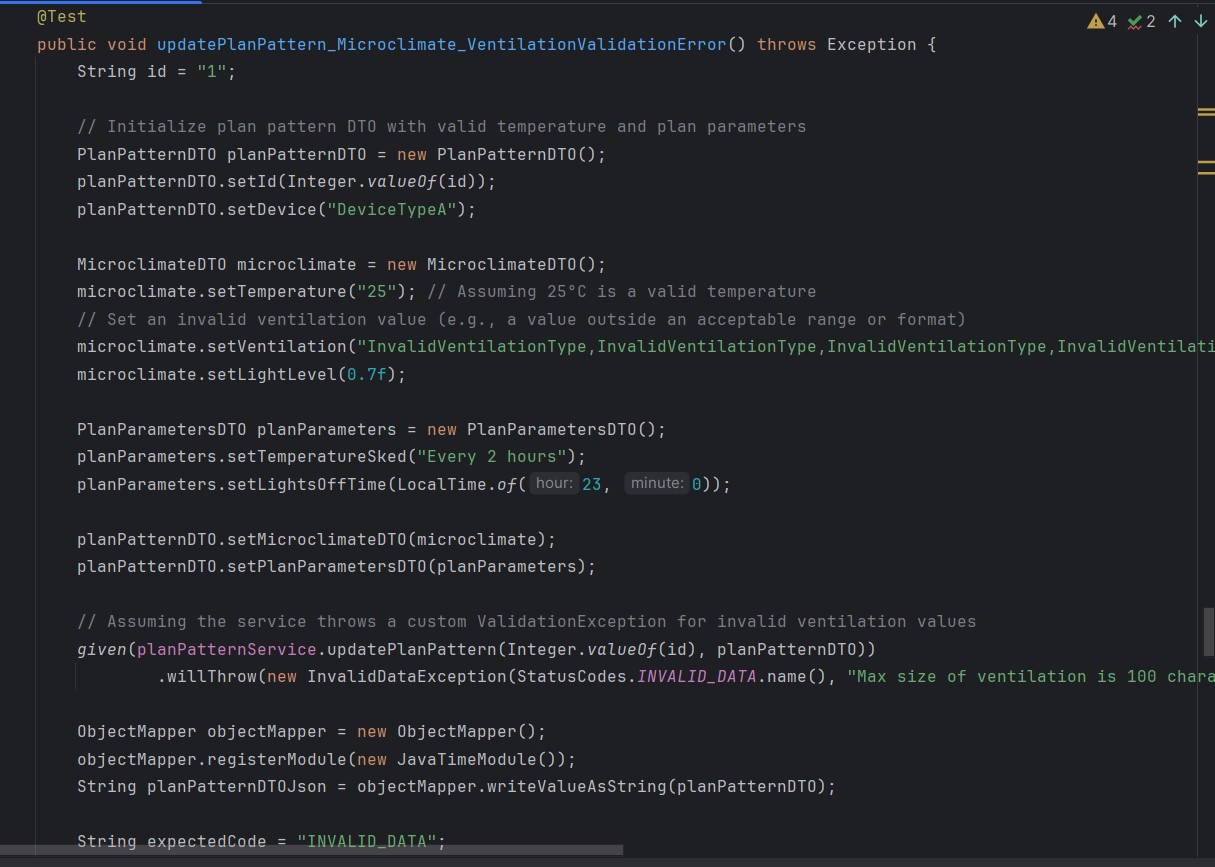 @Test
4 2
public void updatePlanPattern_Microclimate_VentilationValidationError() throws Exception {
String id = "1";
// Initialize plan pattern DTO with valid temperature and plan parameters
PlanPatternDTO planPatternDTO = new PlanPatternDTO();
planPatternDTO.setId(Integer.valueOf(id));
planPatternDTO.setDevice("DeviceTypeA");
MicroclimateDTO microclimate = new MicroclimateDTO();
microclimate.setTemperature("25"); // Assuming 25°C is a valid temperature
// Set an invalid ventilation value (e.g., a value outside an acceptable range or format)
microclimate.setVentilation("InvalidVentilationType,InvalidVentilationType,InvalidVentilationType,InvalidVentilati
microclimate.setLightLevel(0.7f);
PlanParametersDTO planParameters = new PlanParametersDTO();
planParameters.setTemperatureSked("Every 2 hours");
planParameters.setLightsOffTime(LocalTime.of( hour: 23, minute: 0));
planPatternDTO.setMicroclimateDTO(microclimate);
planPatternDTO.setPlanParametersDTO(planParameters);
// Assuming the service throws a custom ValidationException for invalid ventilation values
given(planPatternService.updatePlanPattern(Integer.valueOf(id), planPatternDTO))
.willThrow(new InvalidDataException(StatusCodes.INVALID_DATA.name(), "Max size of ventilation is 100 chara
ObjectMapper objectMapper = new ObjectMapper();
objectMapper.registerModule(new JavaTimeModule());
String planPatternDTOJson = objectMapper.writeValueAsString(planPatternDTO);
String expectedCode = "INVALID_DATA";